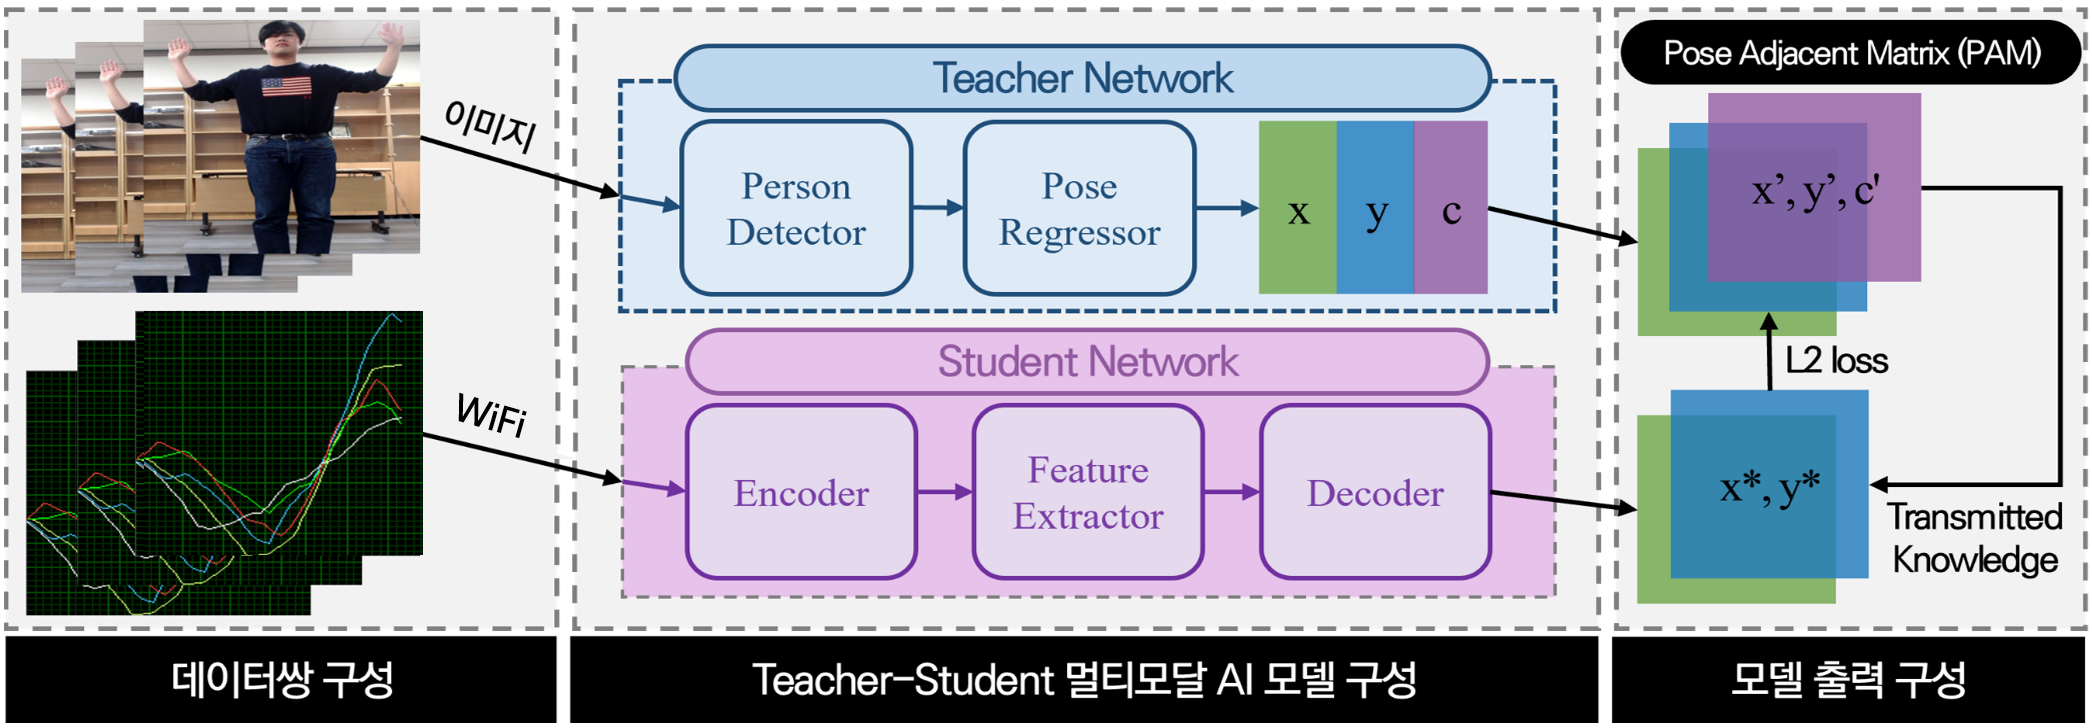 이미지
WiFi
Teacher Network
Person
Detector
Pose
Regressor
x
y
c
Student Network
Encoder
Feature
Extractor
Decoder
Pose Adjacent Matrix (PAM)
x’, y’, c'
L2 loss
x*, y*
Transmitted
Knowledge
데이터쌍 구성
Teacher-Student 멀티모달 AI 모델 구성
모델 출력 구성